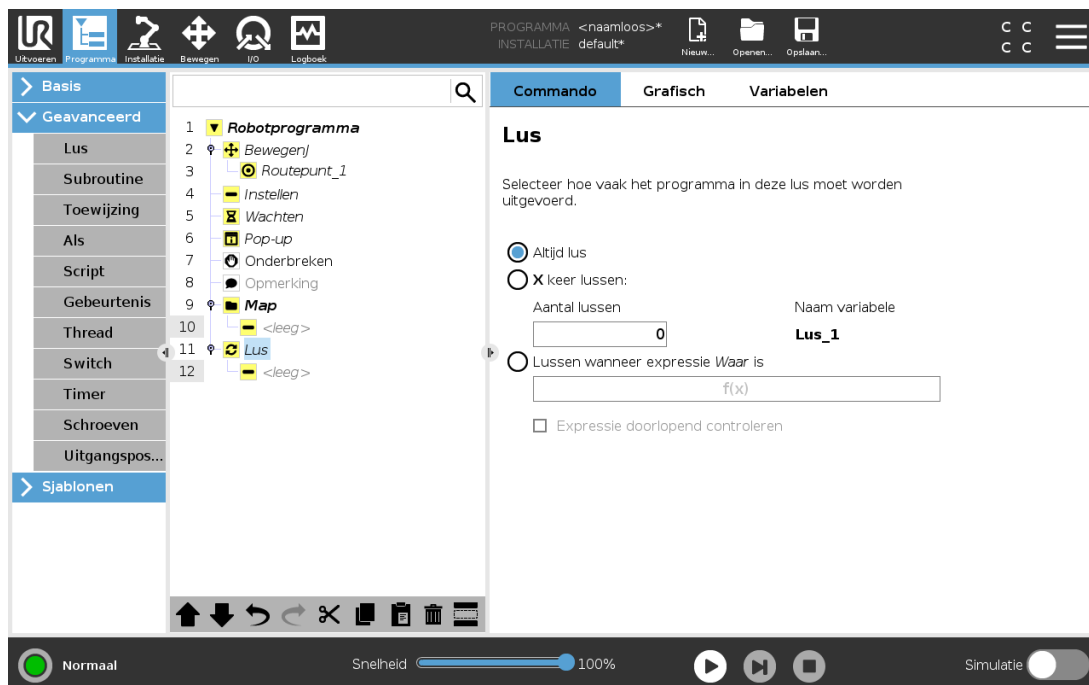 PROGRAMMA <naamloos>*
INSTALLATIE default*
Uitvoeren Programma Installatie Bewegen I/O Logboek
Nieuw... Openen... Opslaan...
C C
C C
Basis
Geavanceerd
Lus
Subroutine
Toewijzing
Als
Script
Gebeurtenis
Thread
Switch
Timer
Schroeven
Uitgangspos...
Sjablonen
1 Robotprogramma
2 BewegenJ
3 Routepunt_1
4 Instellen
5 Wachten
6 Pop-up
7 Onderbreken
8 Opmerking
9 Map
10 <leeg>
11 Lus
12 <leeg>
Commando Grafisch Variabelen
Lus
Selecteer hoe vaak het programma in deze lus moet worden
uitgevoerd.
Altijd lus
X keer lussen:
Aantal lussen Naam variabele
0 Lus_1
Lussen wanneer expressie Waar is
f(x)
Expressie doorlopend controleren
Normaal Snelheid 100% Simulatie